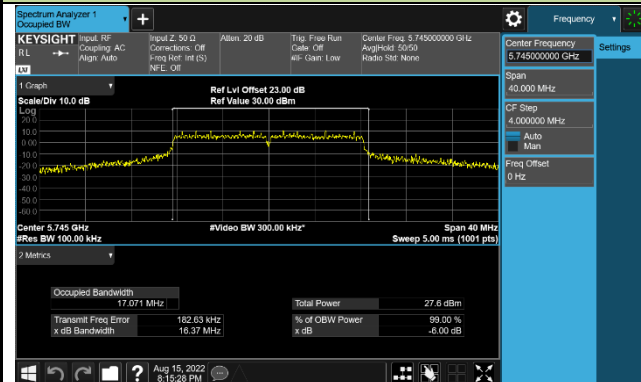 Spectrum Analyzer 1
Occupied BW
+
Frequency
KEYSIGHT
RL
LXI
Input: RF
Coupling: AC
Align: Auto
Input Z: 50 Ω
Corrections: Off
Freq Ref: Int (S)
NFE: Off
Atten: 20 dB
Trig: Free Run
Gate: Off
#IF Gain: Low
Center Freq: 5.745000000 GHz
Avg|Hold: 50/50
Radio Std: None
Center Frequency
5.745000000 GHz
Settings
Span
40.000 MHz
CF Step
4.000000 MHz
Auto
Man
Freq Offset
0 Hz
1 Graph
Scale/Div 10.0 dB
Ref Lvl Offset 23.00 dB
Ref Value 30.00 dBm
Log
20.0
10.0
0.00
-10.0
-20.0
-30.0
-40.0
-50.0
-60.0
Center 5.745 GHz
#Res BW 100.00 kHz
#Video BW 300.00 kHz*
Span 40 MHz
Sweep 5.00 ms (1001 pts)
2 Metrics
Occupied Bandwidth
17.071 MHz
Total Power 27.6 dBm
Transmit Freq Error 182.63 kHz
% of OBW Power 99.00 %
x dB Bandwidth 16.37 MHz
x dB -6.00 dB
?
Aug 15, 2022
8:15:28 PM